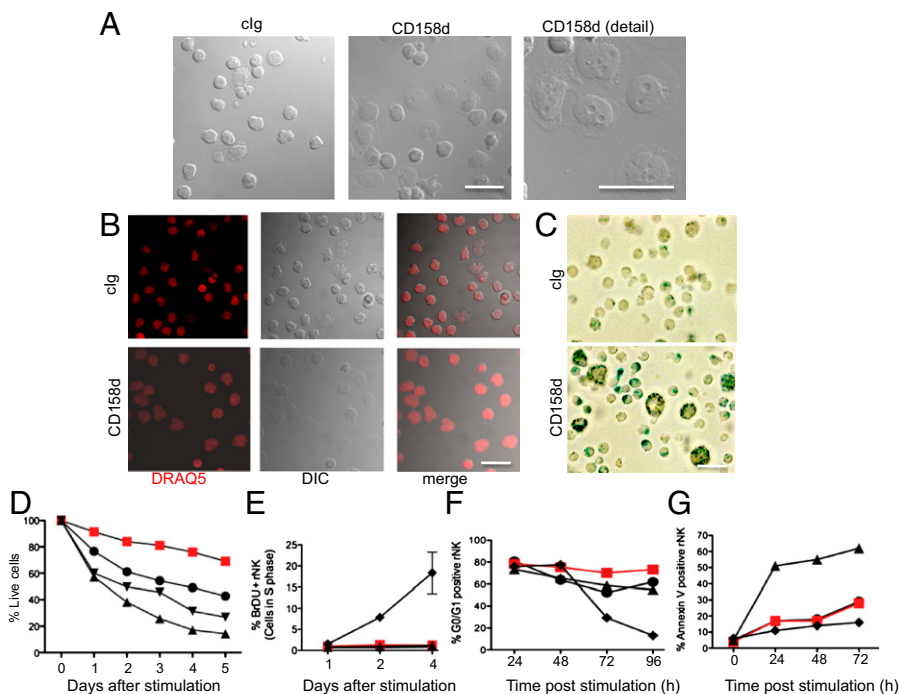 A
cIg
CD158d
CD158d (detail)
B
cIg
CD158d
DRAQ5
DIC
merge
C
cIg
CD158d
D
% Live cells
100
80
60
40
20
0
0 1 2 3 4 5
Days after stimulation
E
% BrDU + rNK
(Cells in S phase)
25
20
15
10
5
0
1 2 4
Days after stimulation
F
% G0/G1 positive rNK
100
80
60
40
20
0
24 48 72 96
Time post stimulation (h)
G
% Annexin V positive rNK
70
60
50
40
30
20
10
0
0 24 48 72
Time post stimulation (h)